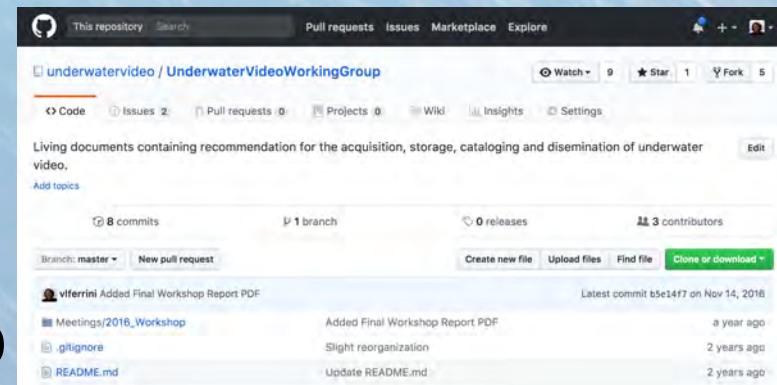 This repository Search Pull requests Issues Marketplace Explore
underwatervideo / UnderwaterVideoWorkingGroup Watch 9 Star 1 Fork 5
Code Issues 2 Pull requests 0 Projects 0 Wiki Insights Settings
Living documents containing recommendation for the acquisition, storage, cataloging and disemination of underwater Edit
video.
Add topics
8 commits 1 branch 0 releases 3 contributors
Branch: master New pull request Create new file Upload files Find file Clone or download
vlferrini Added Final Workshop Report PDF Latest commit b5e14f7 on Nov 14, 2016
Meetings/2016_Workshop Added Final Workshop Report PDF a year ago
.gitignore Slight reorganization 2 years ago
README.md Update README.md 2 years ago